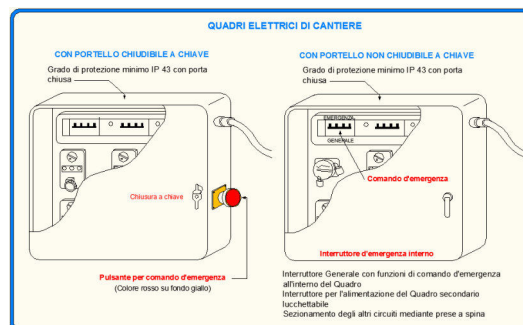 QUADRI ELETTRICI DI CANTIERE
CON PORTELLO CHIUDIBILE A CHIAVE
Grado di protezione minimo IP 43 con porta
chiusa
Chiusura a chiave
Pulsante per comando d'emergenza
(Colore rosso su fondo giallo)
CON PORTELLO NON CHIUDIBILE A CHIAVE
Grado di protezione minimo IP 43 con porta
chiusa
EMERGENZA
GENERALE
Comando d'emergenza
Interruttore d'emergenza interno
Interruttore Generale con funzioni di comando d'emergenza
all'interno del Quadro
Interruttore per l'alimentazione del Quadro secondario
lucchettabile
Sezionamento degli altri circuiti mediante prese a spina